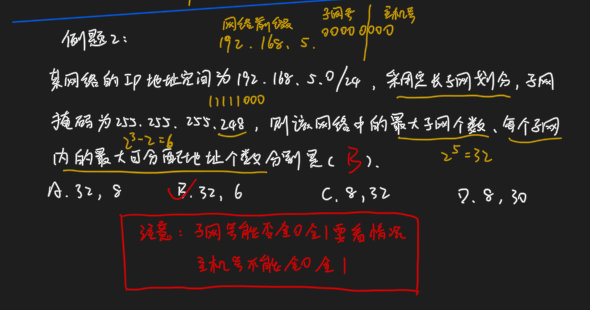 网络前缀 子网号 主机号
例题2: 192.168.5.00000000
某网络的IP地址空间为192.168.5.0/24，采用定长子网划分，子网
11111000
掩码为255.255.255.248，则该网络中的最大子网个数、每个子网
2³-2=6 2⁵=32
内的最大可分配地址个数分别是(B).
A.32,8 B.32,6 C.8,32 D.8,30
注意：子网号能否全0全1要看情况
主机号不能全0全1